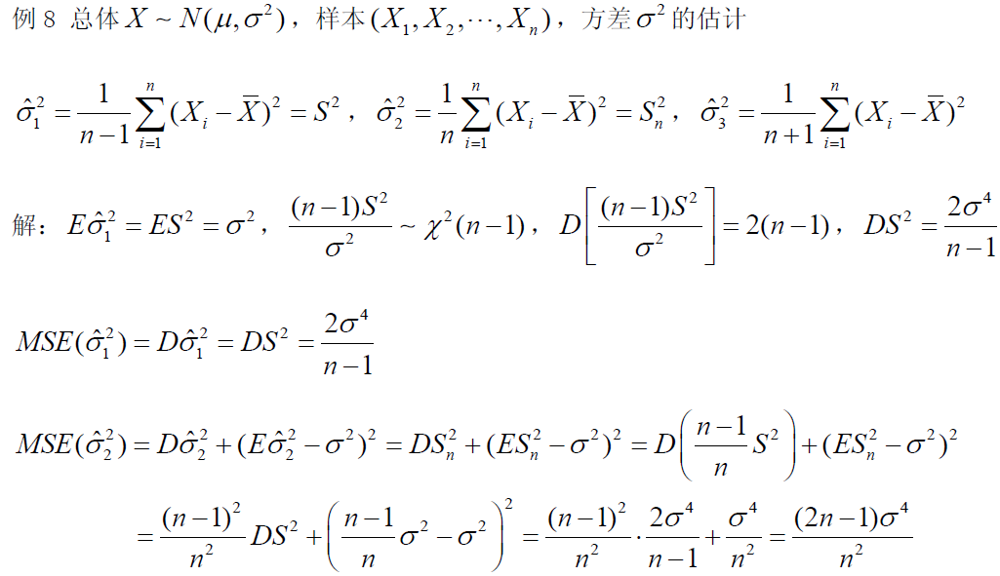 例 8 总体 $X \sim N(\mu, \sigma^2)$，样本 $(X_1, X_2, \cdots, X_n)$，方差 $\sigma^2$ 的估计
$\hat{\sigma}_1^2 = \frac{1}{n-1}\sum_{i=1}^{n}(X_i - \overline{X})^2 = S^2$，$\hat{\sigma}_2^2 = \frac{1}{n}\sum_{i=1}^{n}(X_i - \overline{X})^2 = S_n^2$，$\hat{\sigma}_3^2 = \frac{1}{n+1}\sum_{i=1}^{n}(X_i - \overline{X})^2$
解：$E\hat{\sigma}_1^2 = ES^2 = \sigma^2$，$\frac{(n-1)S^2}{\sigma^2} \sim \chi^2(n-1)$，$D\left[\frac{(n-1)S^2}{\sigma^2}\right] = 2(n-1)$，$DS^2 = \frac{2\sigma^4}{n-1}$
$MSE(\hat{\sigma}_1^2) = D\hat{\sigma}_1^2 = DS^2 = \frac{2\sigma^4}{n-1}$
$MSE(\hat{\sigma}_2^2) = D\hat{\sigma}_2^2 + (E\hat{\sigma}_2^2 - \sigma^2)^2 = DS_n^2 + (ES_n^2 - \sigma^2)^2 = D\left(\frac{n-1}{n}S^2\right) + (ES_n^2 - \sigma^2)^2$
$= \frac{(n-1)^2}{n^2}DS^2 + \left(\frac{n-1}{n}\sigma^2 - \sigma^2\right)^2 = \frac{(n-1)^2}{n^2} \cdot \frac{2\sigma^4}{n-1} + \frac{\sigma^4}{n^2} = \frac{(2n-1)\sigma^4}{n^2}$